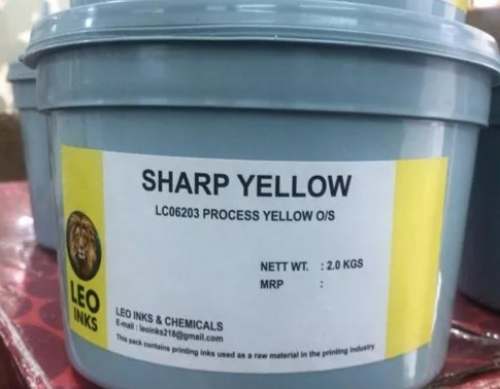 SHARP YELLOW
LC06203 PROCESS YELLOW O/S
NETT WT. : 2.0 KGS
MRP :
LEO
INKS
LEO INKS & CHEMICALS
E-mail : leoinks218@gmail.com
This pack contains printing inks used as a raw material in the printing industry